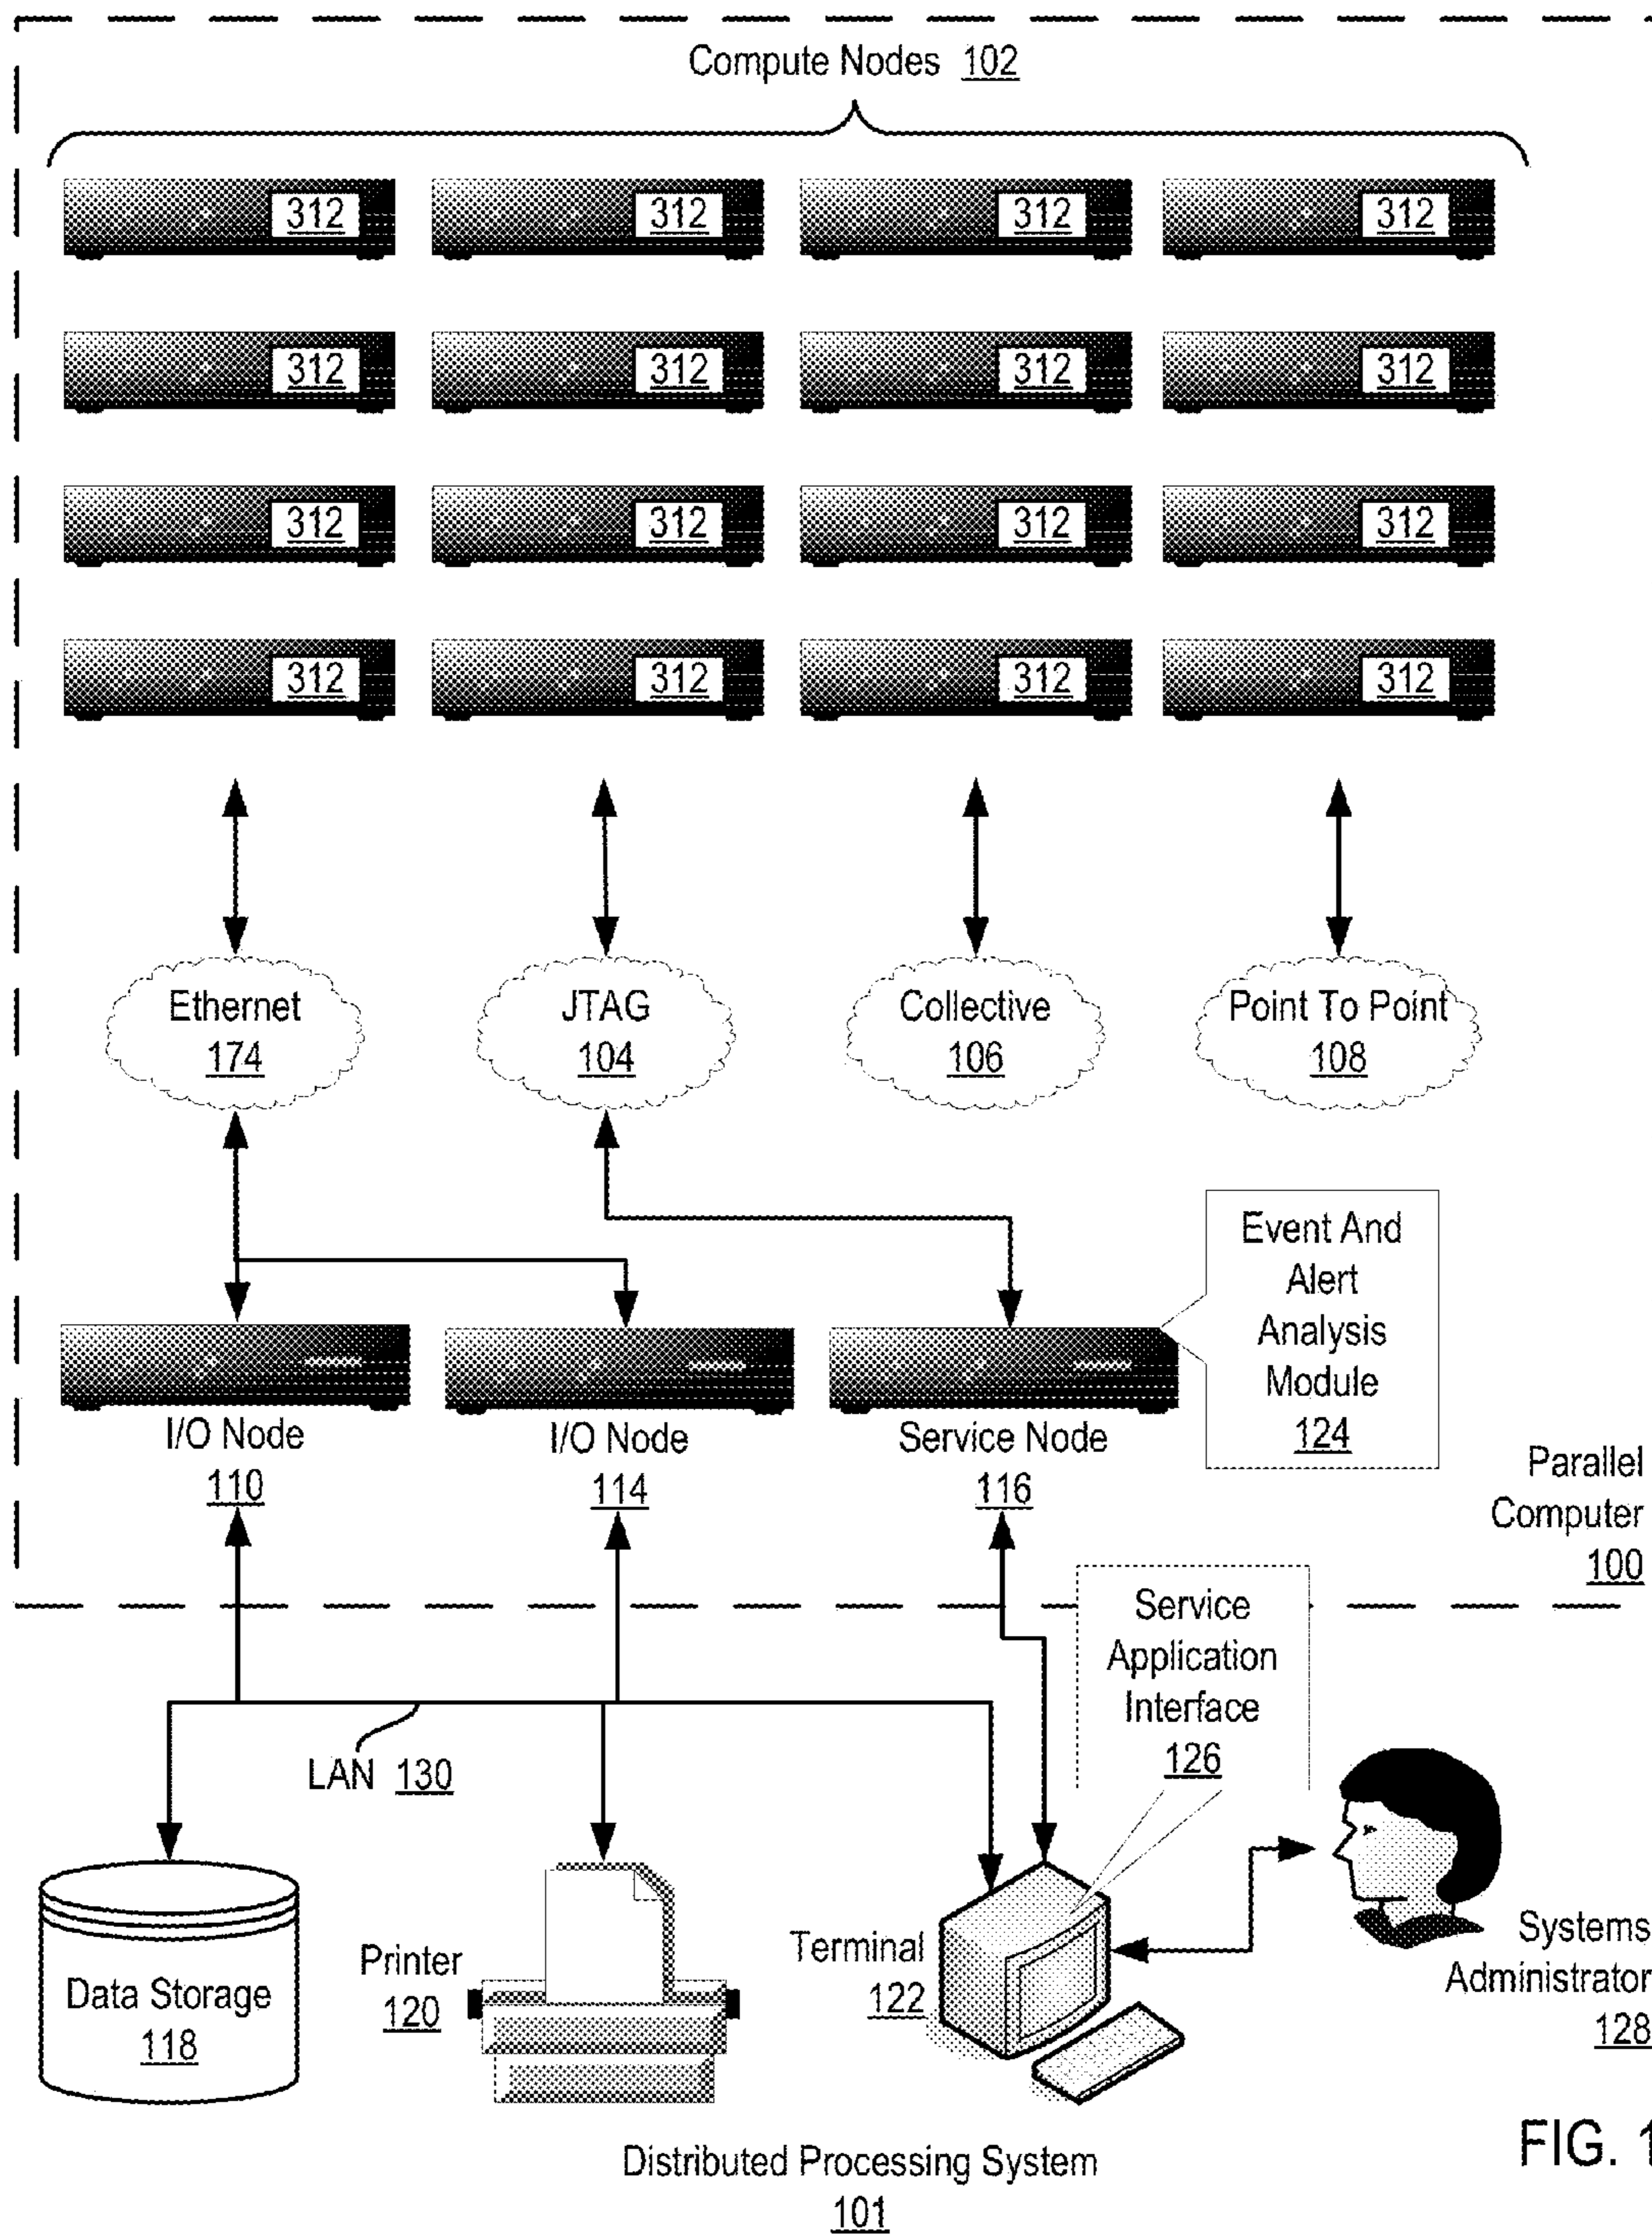 Compute Nodes 102
312 312 312 312
312 312 312 312
312 312 312 312
312 312 312 312
Ethernet
174
JTAG
104
Collective
106
Point To Point
108
Event And
Alert
Analysis
Module
124
I/O Node
110
I/O Node
114
Service Node
116
Parallel
Computer
100
Service
Application
Interface
126
LAN 130
Data Storage
118
Printer
120
Terminal
122
Systems
Administrator
128
Distributed Processing System
101
FIG. 1